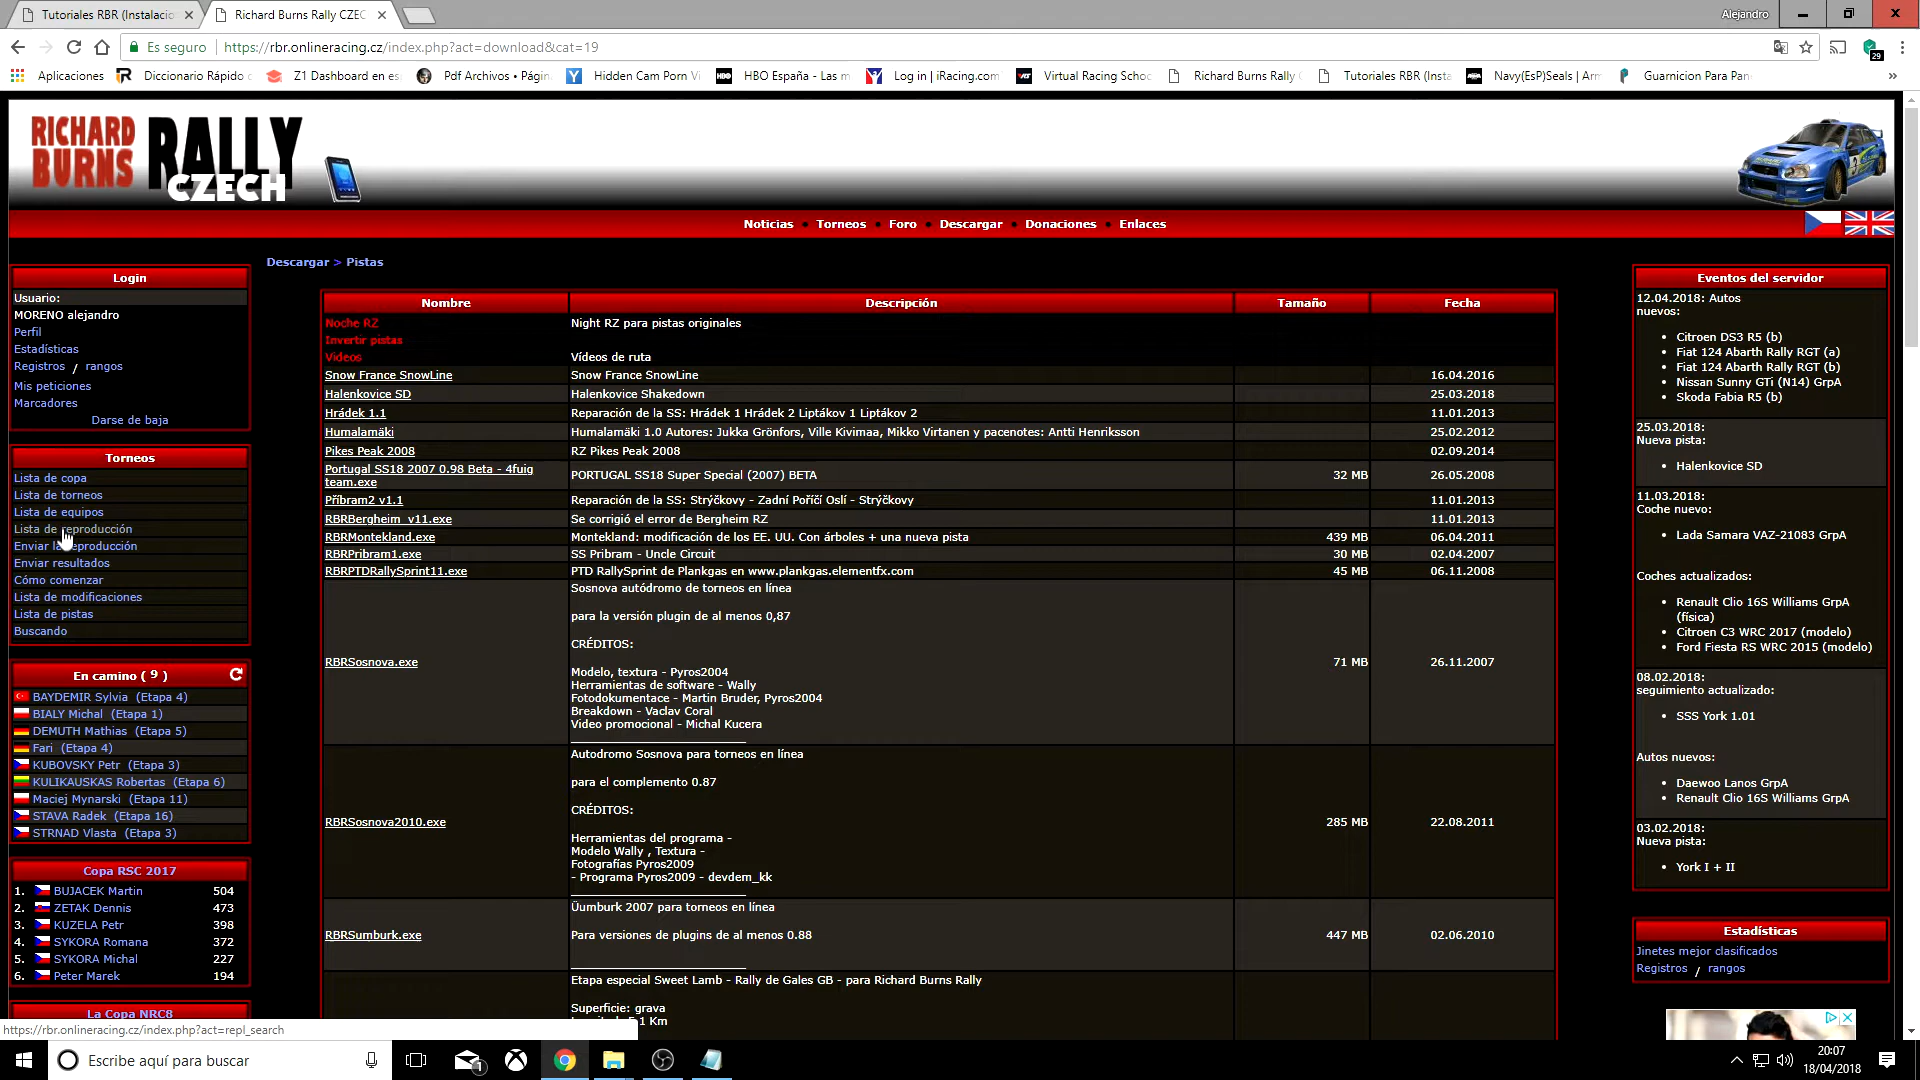 Tutoriales RBR (Instalacio
Richard Burns Rally CZEC
Alejandro
Es seguro
https://rbr.onlineracing.cz/index.php?act=download&cat=19
Aplicaciones
Diccionario Rápido
Z1 Dashboard en es
Pdf Archivos • Págin
Hidden Cam Porn Vi
HBO España - Las m
Log in | iRacing.com
Virtual Racing Schoo
Richard Burns Rally
Tutoriales RBR (Insta
Navy(EsP)Seals | Arm
Guarnicion Para Pan
29
RICHARD BURNS RALLY CZECH
Noticias • Torneos • Foro • Descargar • Donaciones • Enlaces
Descargar > Pistas
Login
Usuario:
MORENO alejandro
Perfil
Estadísticas
Registros / rangos
Mis peticiones
Marcadores
Darse de baja
Torneos
Lista de copa
Lista de torneos
Lista de equipos
Lista de reproducción
Enviar la reproducción
Enviar resultados
Cómo comenzar
Lista de modificaciones
Lista de pistas
Buscando
En camino ( 9 )
BAYDEMIR Sylvia (Etapa 4)
BIALY Michal (Etapa 1)
DEMUTH Mathias (Etapa 5)
Fari (Etapa 4)
KUBOVSKY Petr (Etapa 3)
KULIKAUSKAS Robertas (Etapa 6)
Maciej Mynarski (Etapa 11)
STAVA Radek (Etapa 16)
STRNAD Vlasta (Etapa 3)
Copa RSC 2017
1. BUJACEK Martin 504
2. ZETAK Dennis 473
3. KUZELA Petr 398
4. SYKORA Romana 372
5. SYKORA Michal 227
6. Peter Marek 194
La Copa NRC8
Nombre Descripción Tamaño Fecha
Noche RZ Night RZ para pistas originales
Invertir pistas
Videos Vídeos de ruta
Snow France SnowLine Snow France SnowLine 16.04.2016
Halenkovice SD Halenkovice Shakedown 25.03.2018
Hrádek 1.1 Reparación de la SS: Hrádek 1 Hrádek 2 Liptákov 1 Liptákov 2 11.01.2013
Humalamäki Humalamäki 1.0 Autores: Jukka Grönfors, Ville Kivimaa, Mikko Virtanen y pacenotes: Antti Henriksson 25.02.2012
Pikes Peak 2008 RZ Pikes Peak 2008 02.09.2014
Portugal SS18 2007 0.98 Beta - 4fuig
team.exe PORTUGAL SS18 Super Special (2007) BETA 32 MB 26.05.2008
Příbram2 v1.1 Reparación de la SS: Strýčkovy - Zadní Poříčí Oslí - Strýčkovy 11.01.2013
RBRBergheim_v11.exe Se corrigió el error de Bergheim RZ 11.01.2013
RBRMontekland.exe Montekland: modificación de los EE. UU. Con árboles + una nueva pista 439 MB 06.04.2011
RBRPribram1.exe SS Pribram - Uncle Circuit 30 MB 02.04.2007
RBRPTDRallySprint11.exe PTD RallySprint de Plankgas en www.plankgas.elementfx.com 45 MB 06.11.2008
Sosnova autódromo de torneos en línea
para la versión plugin de al menos 0,87
CRÉDITOS:
RBRSosnova.exe 71 MB 26.11.2007
Modelo, textura - Pyros2004
Herramientas de software - Wally
Fotodokumentace - Martin Bruder, Pyros2004
Breakdown - Vaclav Coral
Video promocional - Michal Kucera
Autodromo Sosnova para torneos en línea
para el complemento 0.87
CRÉDITOS:
RBRSosnova2010.exe 285 MB 22.08.2011
Herramientas del programa -
Modelo Wally , Textura -
Fotografías Pyros2009
- Programa Pyros2009 - devdem_kk
Üumburk 2007 para torneos en línea
RBRSumburk.exe Para versiones de plugins de al menos 0.88 447 MB 02.06.2010
Etapa especial Sweet Lamb - Rally de Gales GB - para Richard Burns Rally
Superficie: grava
1 Km
Eventos del servidor
12.04.2018: Autos
nuevos:
• Citroen DS3 R5 (b)
• Fiat 124 Abarth Rally RGT (a)
• Fiat 124 Abarth Rally RGT (b)
• Nissan Sunny GTi (N14) GrpA
• Skoda Fabia R5 (b)
25.03.2018:
Nueva pista:
• Halenkovice SD
11.03.2018:
Coche nuevo:
• Lada Samara VAZ-21083 GrpA
Coches actualizados:
• Renault Clio 16S Williams GrpA
(física)
• Citroen C3 WRC 2017 (modelo)
• Ford Fiesta RS WRC 2015 (modelo)
08.02.2018:
seguimiento actualizado:
• SSS York 1.01
Autos nuevos:
• Daewoo Lanos GrpA
• Renault Clio 16S Williams GrpA
03.02.2018:
Nueva pista:
• York I + II
Estadísticas
Jinetes mejor clasificados
Registros / rangos
https://rbr.onlineracing.cz/index.php?act=repl_search
Escribe aquí para buscar
1
20:07
18/04/2018